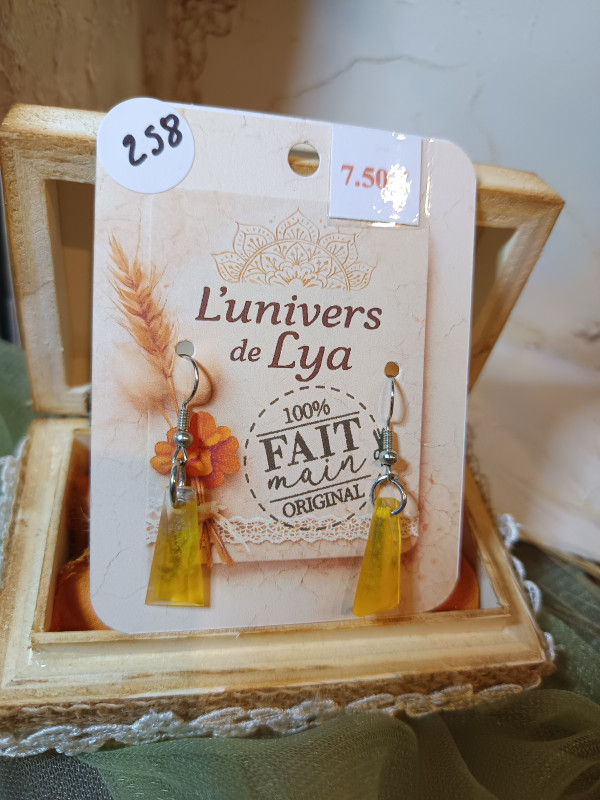 258
7.50
L'univers
de Lya
100%
FAIT
main
ORIGINAL